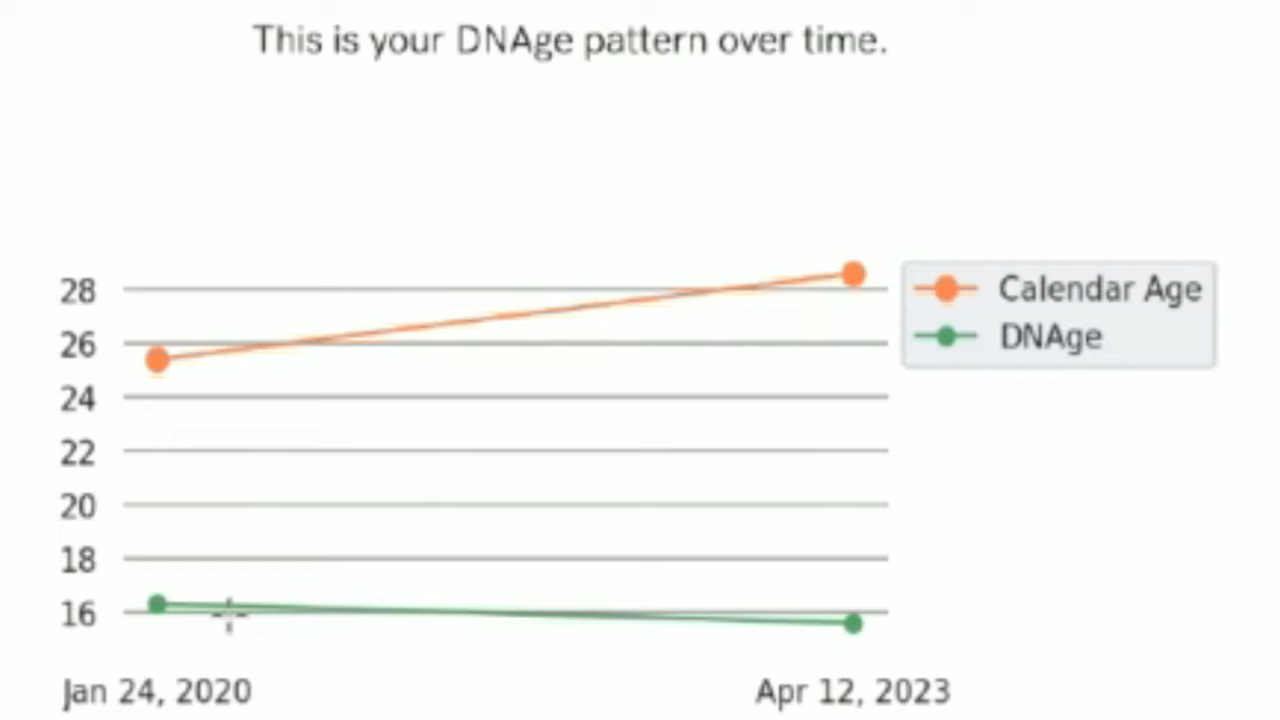 This is your DNAge pattern over time.
28
26
24
22
20
18
16
Calendar Age
DNAge
Jan 24, 2020
Apr 12, 2023